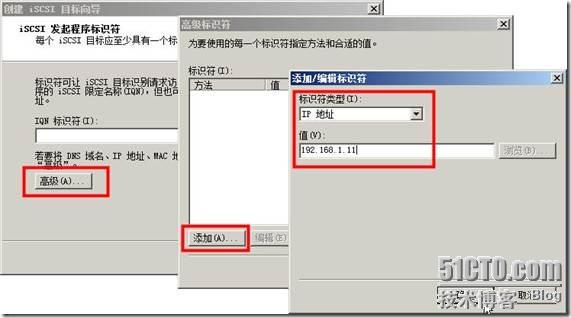 创建 iSCSI 目标向导
iSCSI 发起程序标识符
每个 iSCSI 目标应至少具有一个标
标识符可让 iSCSI 目标识别请求访
序的 iSCSI 限定名称(IQN)，但也可
址。
IQN 标识符(I):
若要将 DNS 域名、IP 地址、MAC 地
“高级”。
高级(A)...
高级标识符
为要使用的每一个标识符指定方法和合适的值。
标识符(I):
方法
值
添加(A)...
编辑(E)
添加/编辑标识符
标识符类型(I):
IP 地址
值(V):
192.168.1.11
浏览(B)...
取消
51CTO.com
技术博客 Blog